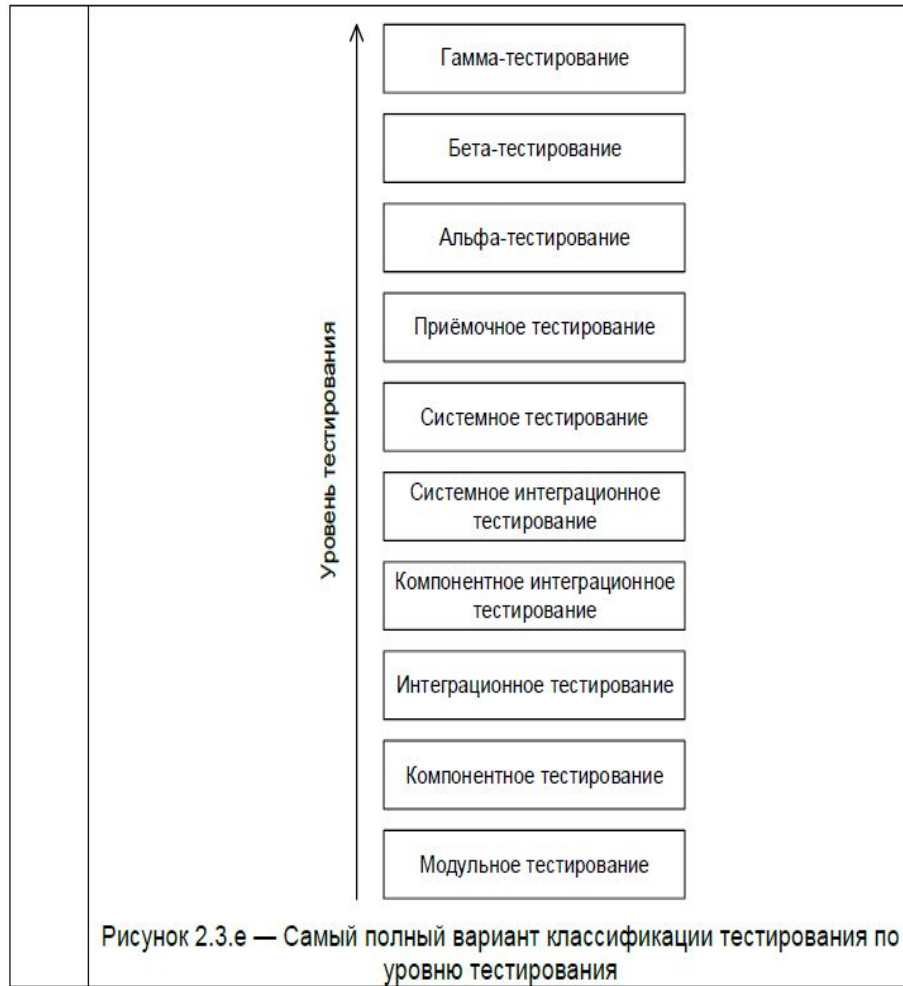 Гамма-тестирование
Бета-тестирование
Альфа-тестирование
Приёмочное тестирование
Системное тестирование
Системное интеграционное
тестирование
Компонентное интеграционное
тестирование
Интеграционное тестирование
Компонентное тестирование
Модульное тестирование
Уровень тестирования
Рисунок 2.3.e — Самый полный вариант классификации тестирования по
уровню тестирования